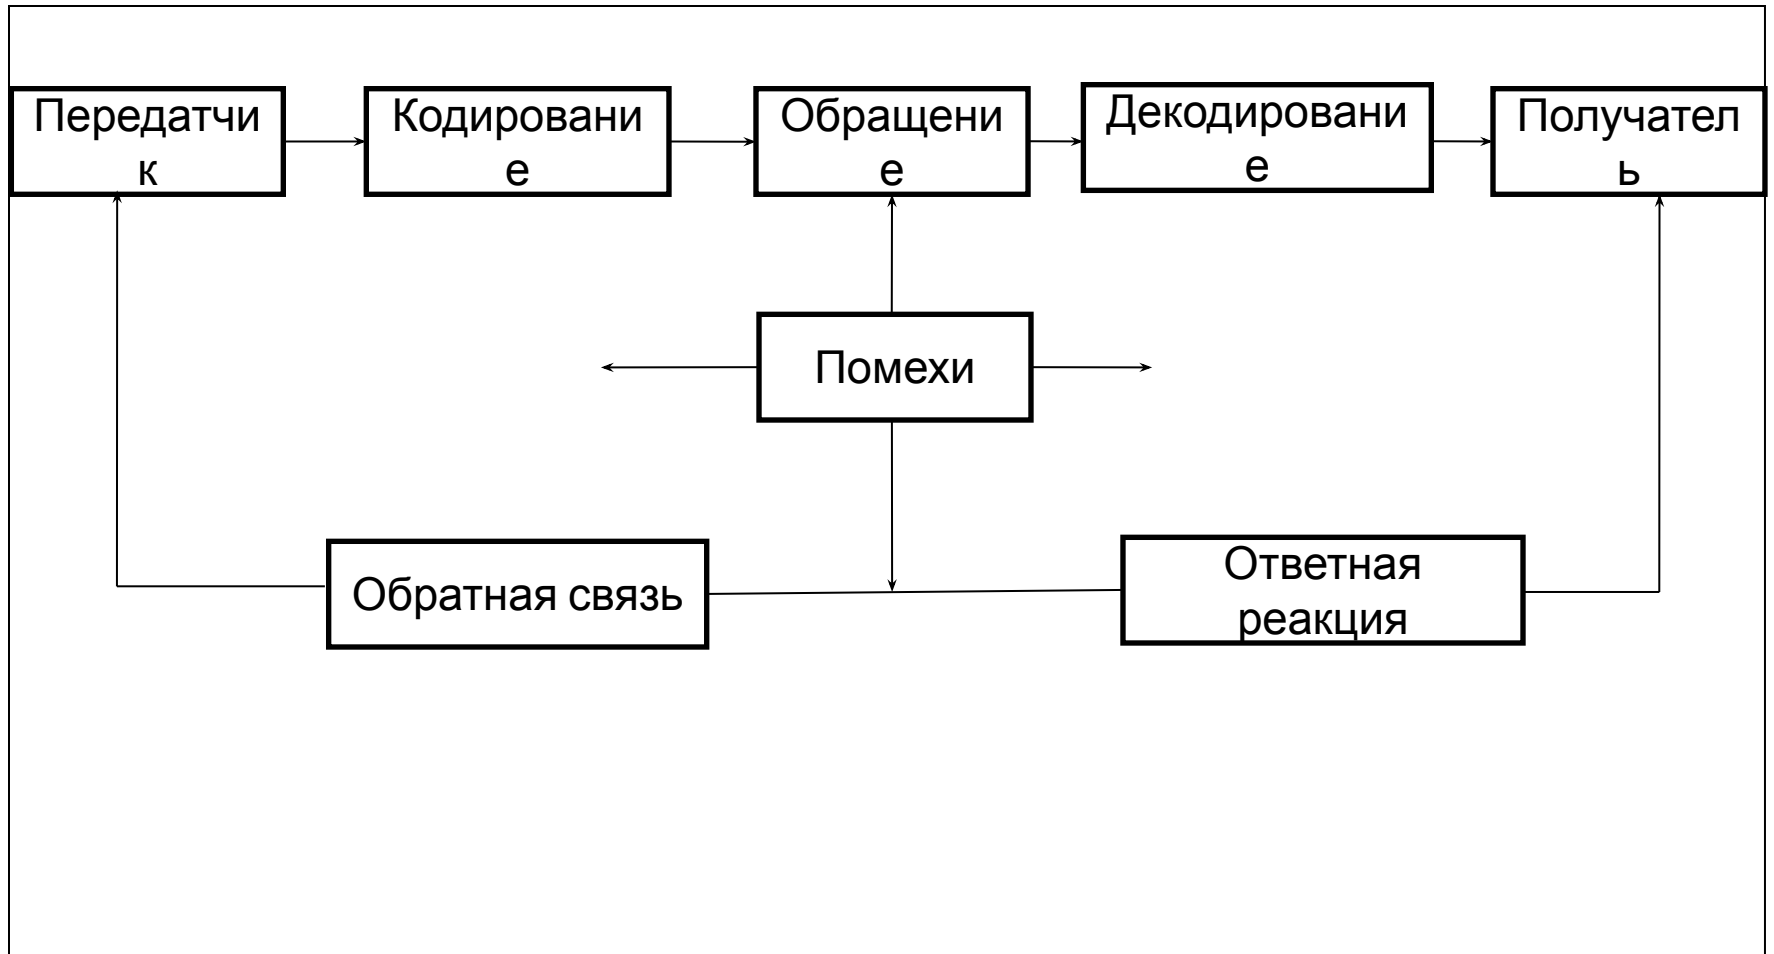 Передатчи
к
Кодировани
е
Обращени
е
Декодировани
е
Получател
ь
Помехи
Обратная связь
Ответная
реакция